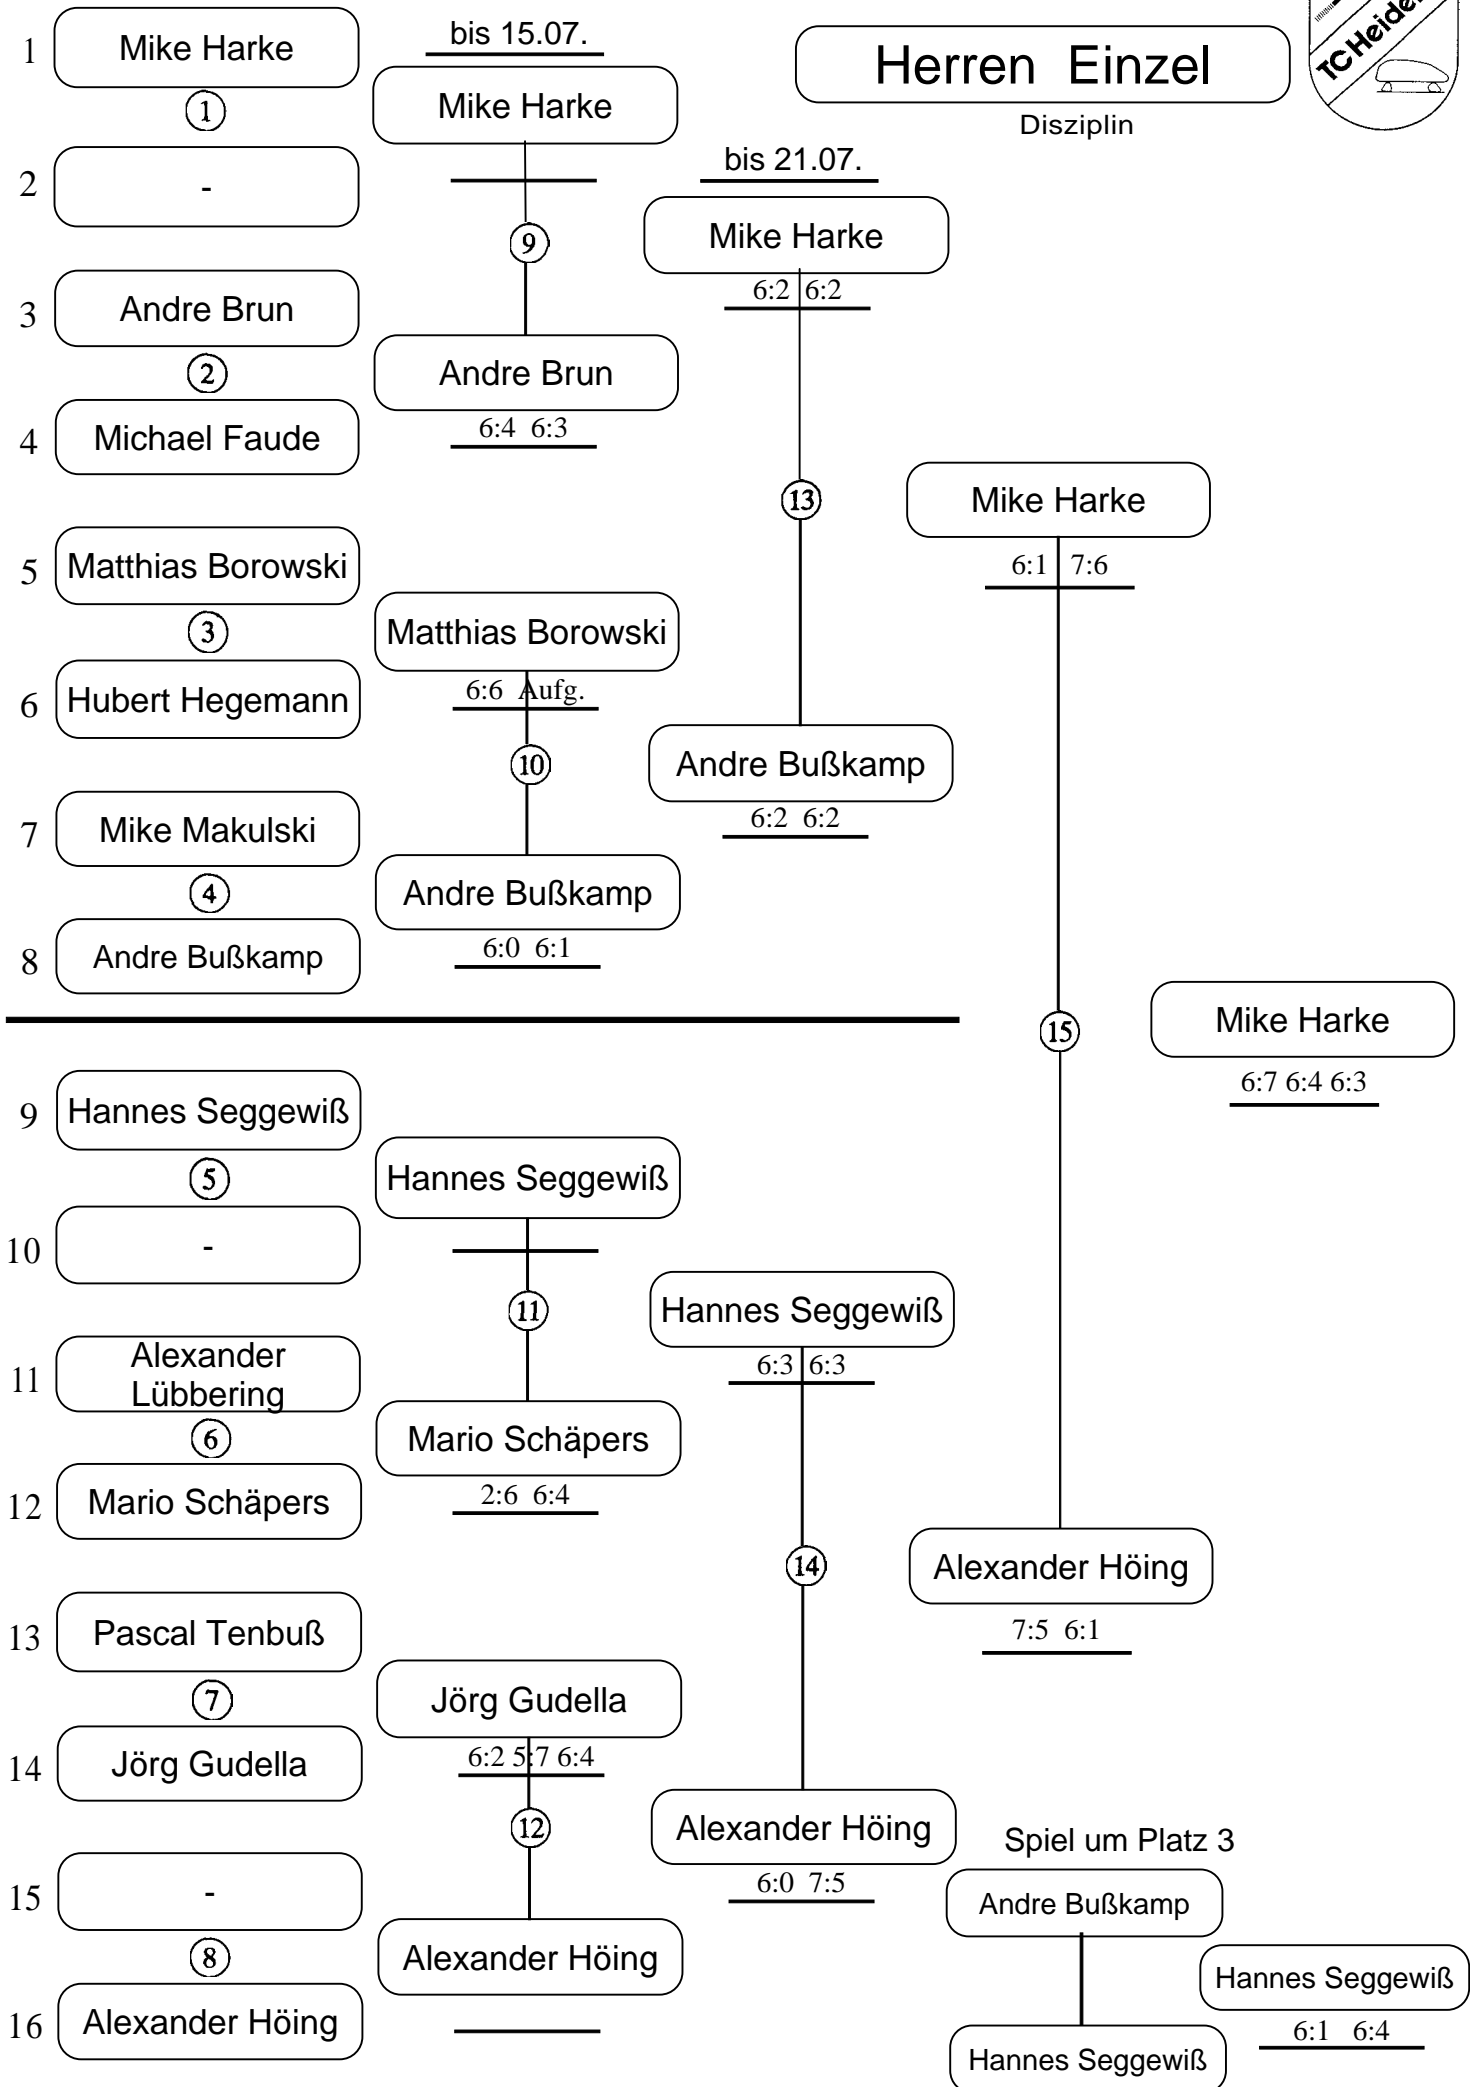 Herren Einzel
Disziplin
TC Heiden
bis 15.07.
bis 21.07.
1 Mike Harke
1
2 -
3 Andre Brun
2
4 Michael Faude
5 Matthias Borowski
3
6 Hubert Hegemann
7 Mike Makulski
4
8 Andre Bußkamp
9 Hannes Seggewiß
5
10 -
11 Alexander
Lübbering
6
12 Mario Schäpers
13 Pascal Tenbuß
7
14 Jörg Gudella
15 -
8
16 Alexander Höing
Mike Harke
9
Andre Brun
6:4 6:3
Matthias Borowski
6:6 Aufg.
10
Andre Bußkamp
6:0 6:1
Hannes Seggewiß
11
Mario Schäpers
2:6 6:4
Jörg Gudella
6:2 5:7 6:4
12
Alexander Höing
Mike Harke
6:2 6:2
13
Andre Bußkamp
6:2 6:2
Hannes Seggewiß
6:3 6:3
14
Alexander Höing
6:0 7:5
Mike Harke
6:1 7:6
15
Alexander Höing
7:5 6:1
Mike Harke
6:7 6:4 6:3
Spiel um Platz 3
Andre Bußkamp
Hannes Seggewiß
Hannes Seggewiß
6:1 6:4